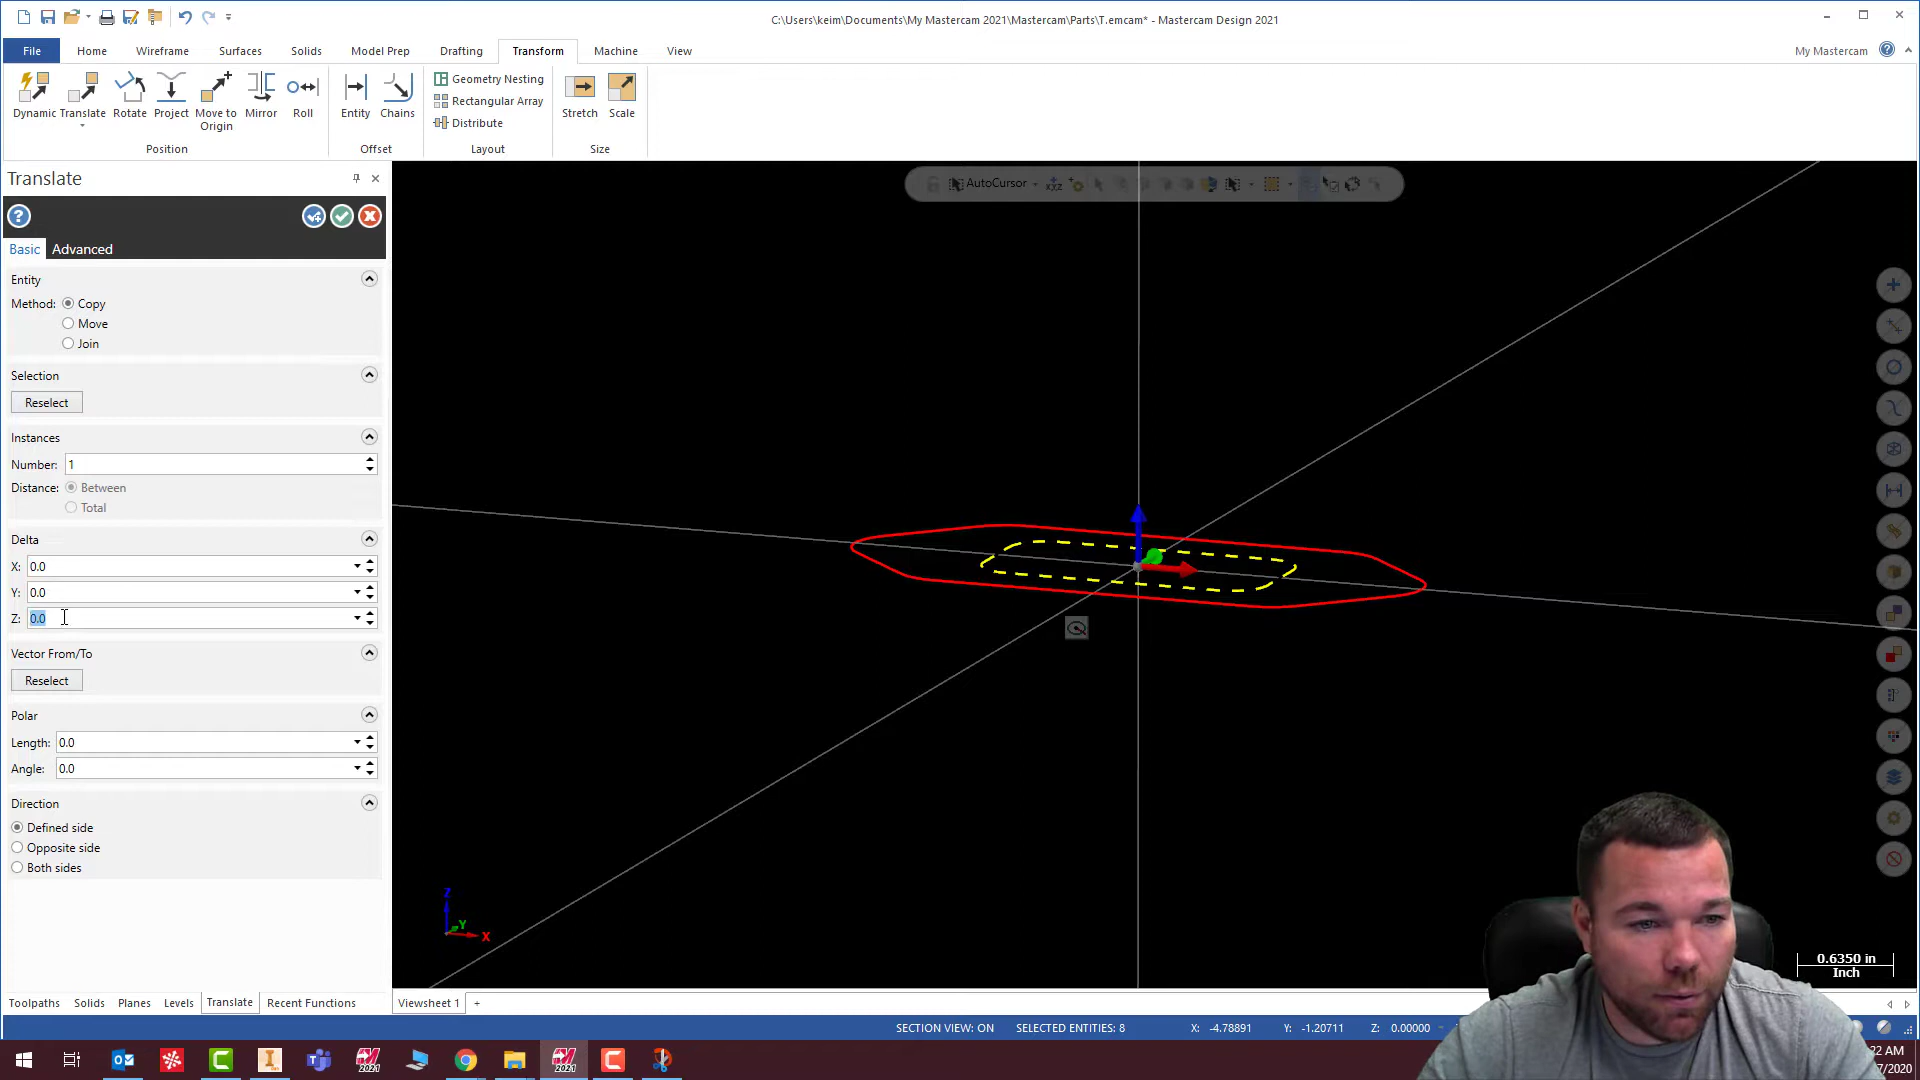 C:\Users\keim\Documents\My Mastercam 2021\Mastercam\Parts\T.emcam* - Mastercam Design 2021
File
Home
Wireframe
Surfaces
Solids
Model Prep
Drafting
Transform
Machine
View
My Mastercam
Dynamic
Translate
Rotate
Project
Move to Origin
Mirror
Roll
Entity
Chains
Geometry Nesting
Rectangular Array
Distribute
Stretch
Scale
Position
Offset
Layout
Size
Translate
AutoCursor
Basic
Advanced
Entity
Method: Copy
Move
Join
Selection
Reselect
Instances
Number: 1
Distance: Between
Total
Delta
X: 0.0
Y: 0.0
Z: 0.0
Vector From/To
Reselect
Polar
Length: 0.0
Angle: 0.0
Direction
Defined side
Opposite side
Both sides
Z
Y
X
0.6350 in
Inch
Toolpaths
Solids
Planes
Levels
Translate
Recent Functions
Viewsheet 1
+
SECTION VIEW: ON
SELECTED ENTITIES: 8
X: -4.78891
Y: -1.20711
Z: 0.00000
2021
2021
:22 AM
7/2020